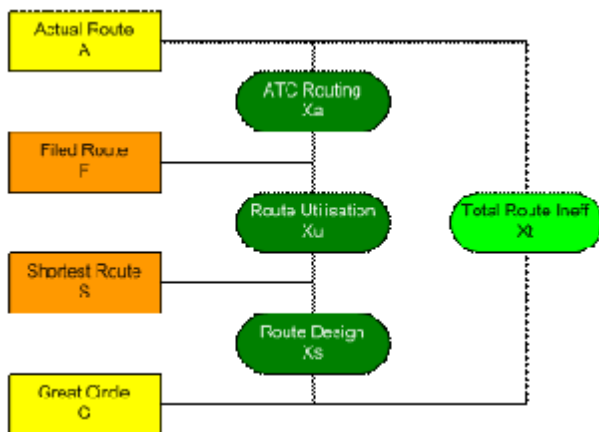 Actual Route
A
ATC Routing
Xa
Filed Route
F
Route Utilisation
Xu
Total Route Ineff
Xt
Shortest Route
S
Route Design
Xs
Great Circle
C